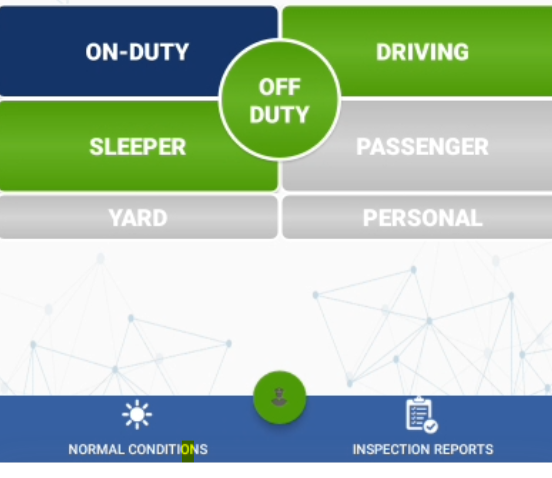 ON-DUTY
DRIVING
OFF
DUTY
SLEEPER
PASSENGER
YARD
PERSONAL
NORMAL CONDITIONS
INSPECTION REPORTS